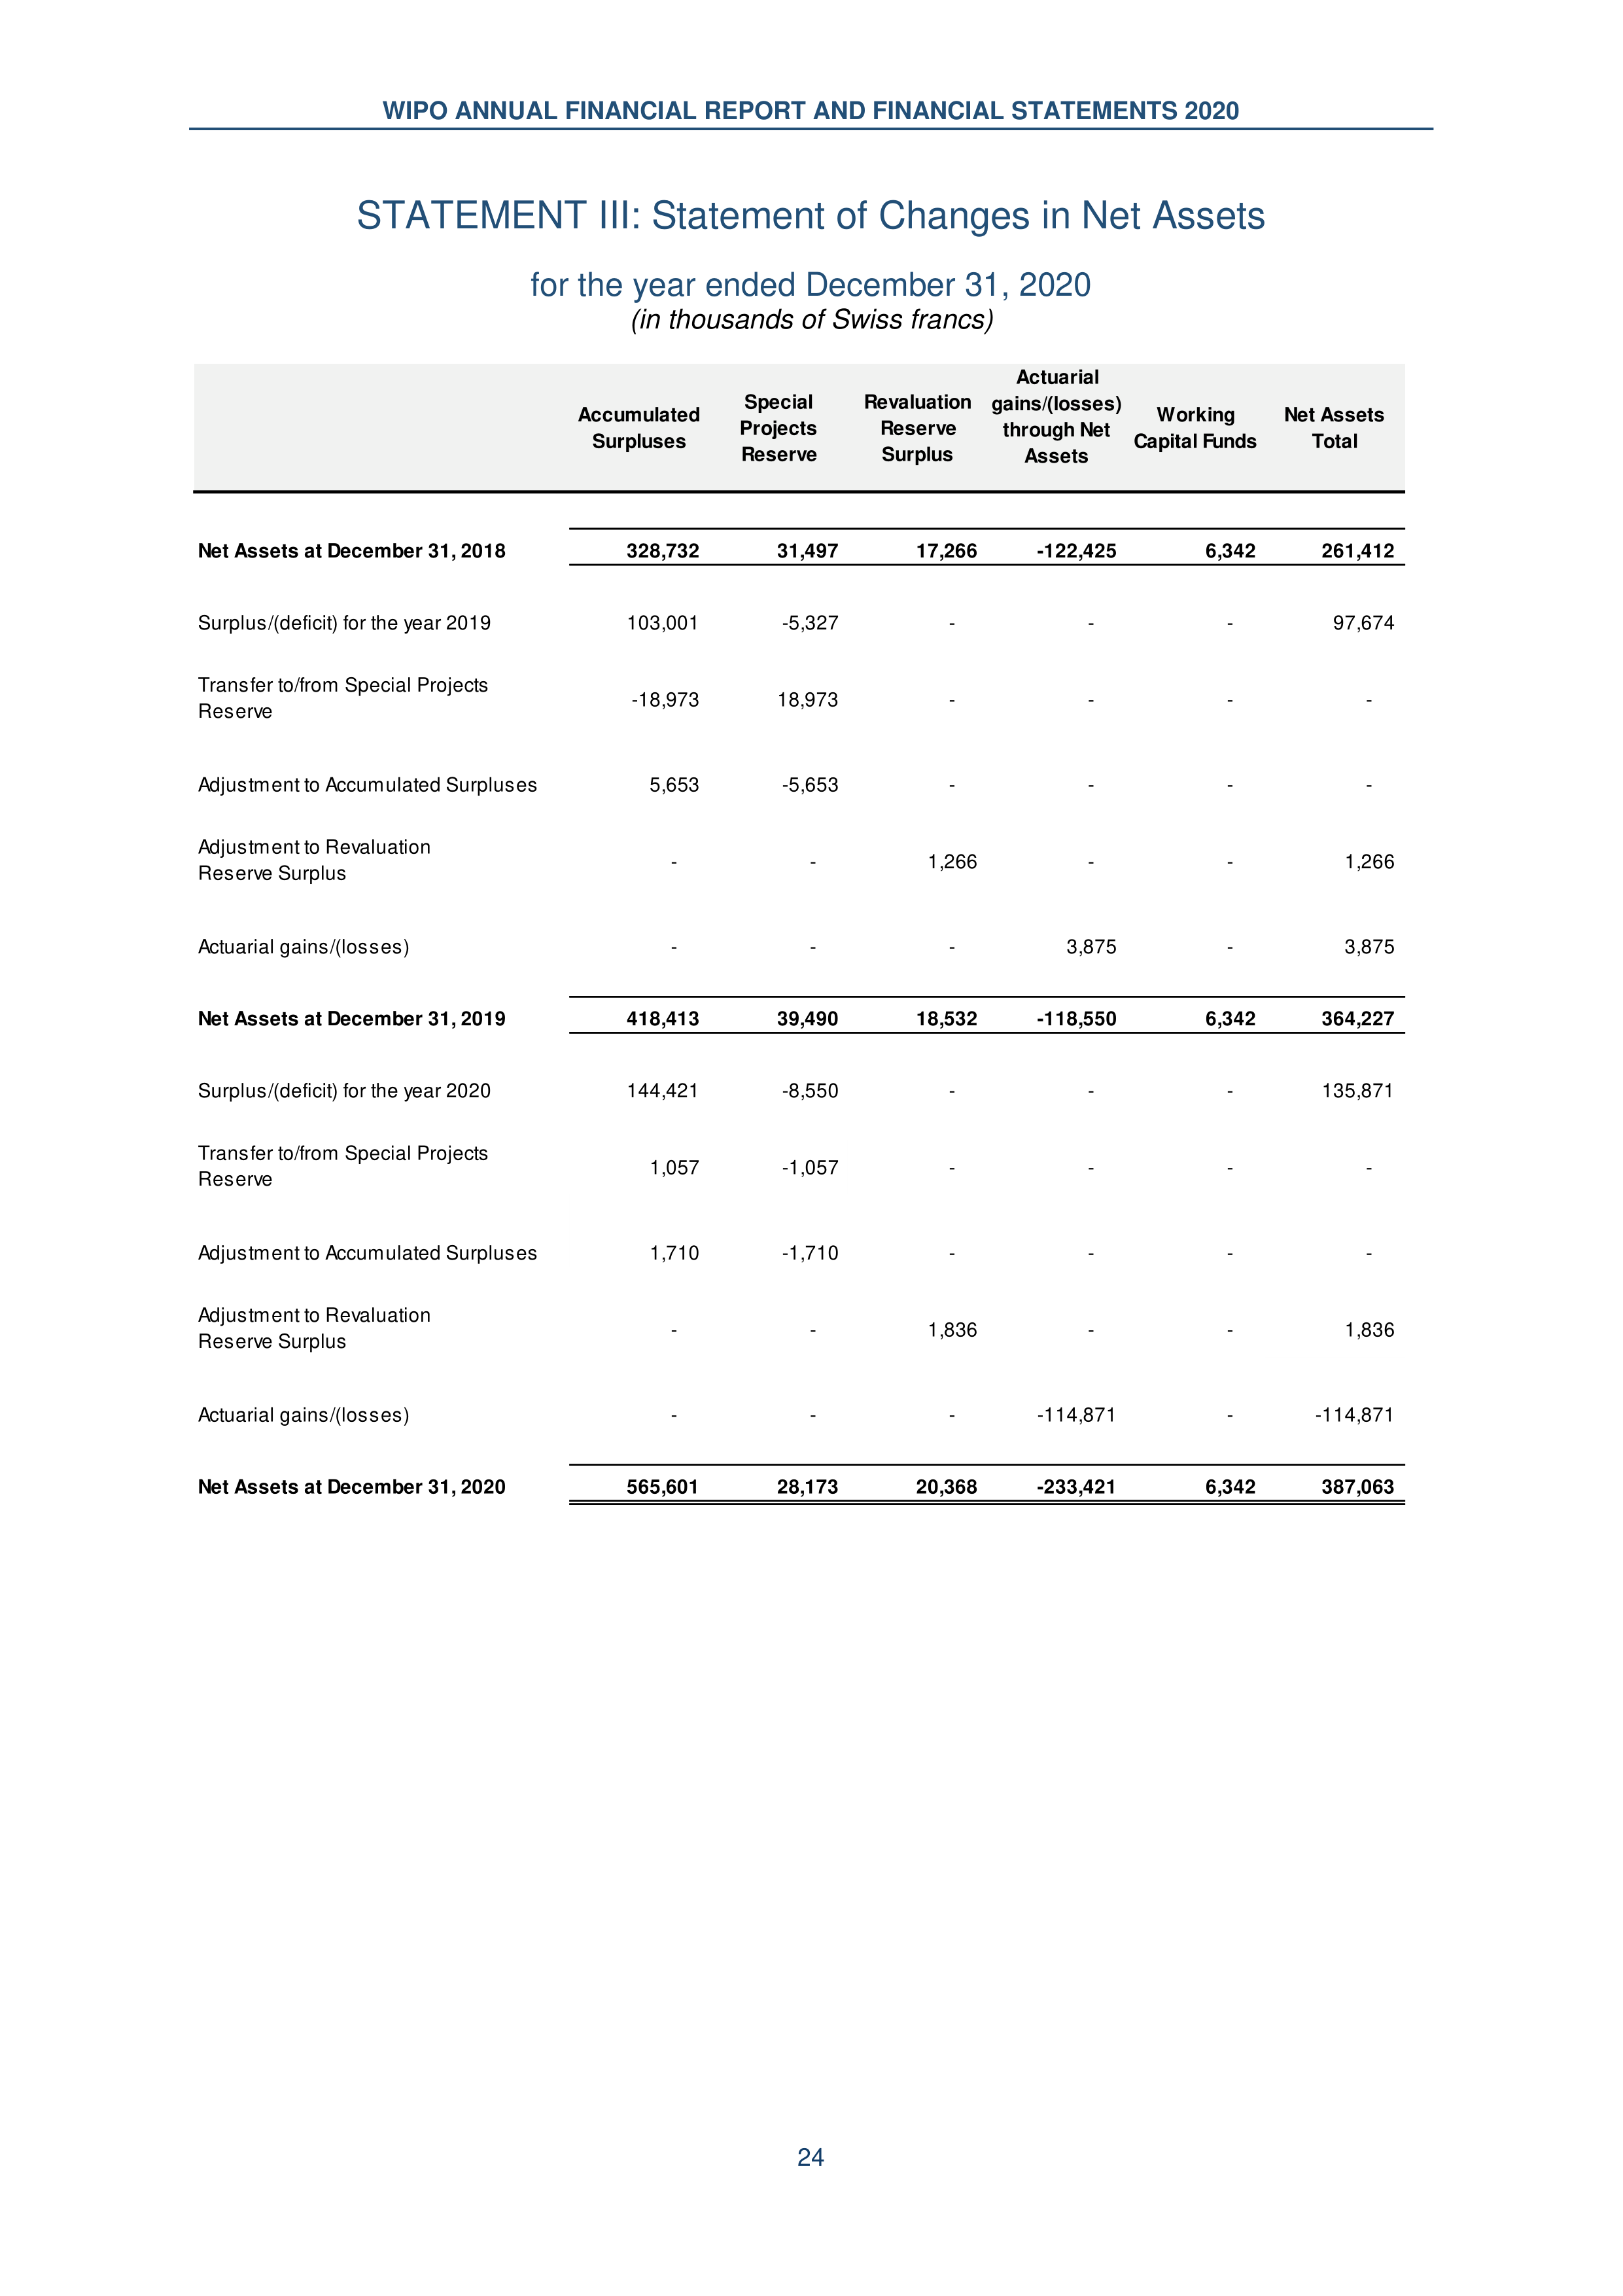 WIPO ANNUAL FINANCIAL REPORT AND FINANCIAL STATEMENTS 2020
STATEMENT III: Statement of Changes in Net Assets
for the year ended December 31, 2020
(in thousands of Swiss francs)
Accumulated Surpluses Special Projects Reserve Revaluation Reserve Surplus Actuarial gains/(losses) through Net Assets Working Capital Funds Net Assets Total
Net Assets at December 31, 2018 328,732 31,497 17,266 -122,425 6,342 261,412
Surplus/(deficit) for the year 2019 103,001 -5,327 - - - 97,674
Transfer to/from Special Projects
Reserve -18,973 18,973 - - - -
Adjustment to Accumulated Surpluses 5,653 -5,653 - - - -
Adjustment to Revaluation
Reserve Surplus - - 1,266 - - 1,266
Actuarial gains/(losses) - - - 3,875 - 3,875
Net Assets at December 31, 2019 418,413 39,490 18,532 -118,550 6,342 364,227
Surplus/(deficit) for the year 2020 144,421 -8,550 - - - 135,871
Transfer to/from Special Projects
Reserve 1,057 -1,057 - - - -
Adjustment to Accumulated Surpluses 1,710 -1,710 - - - -
Adjustment to Revaluation
Reserve Surplus - - 1,836 - - 1,836
Actuarial gains/(losses) - - - -114,871 - -114,871
Net Assets at December 31, 2020 565,601 28,173 20,368 -233,421 6,342 387,063
24